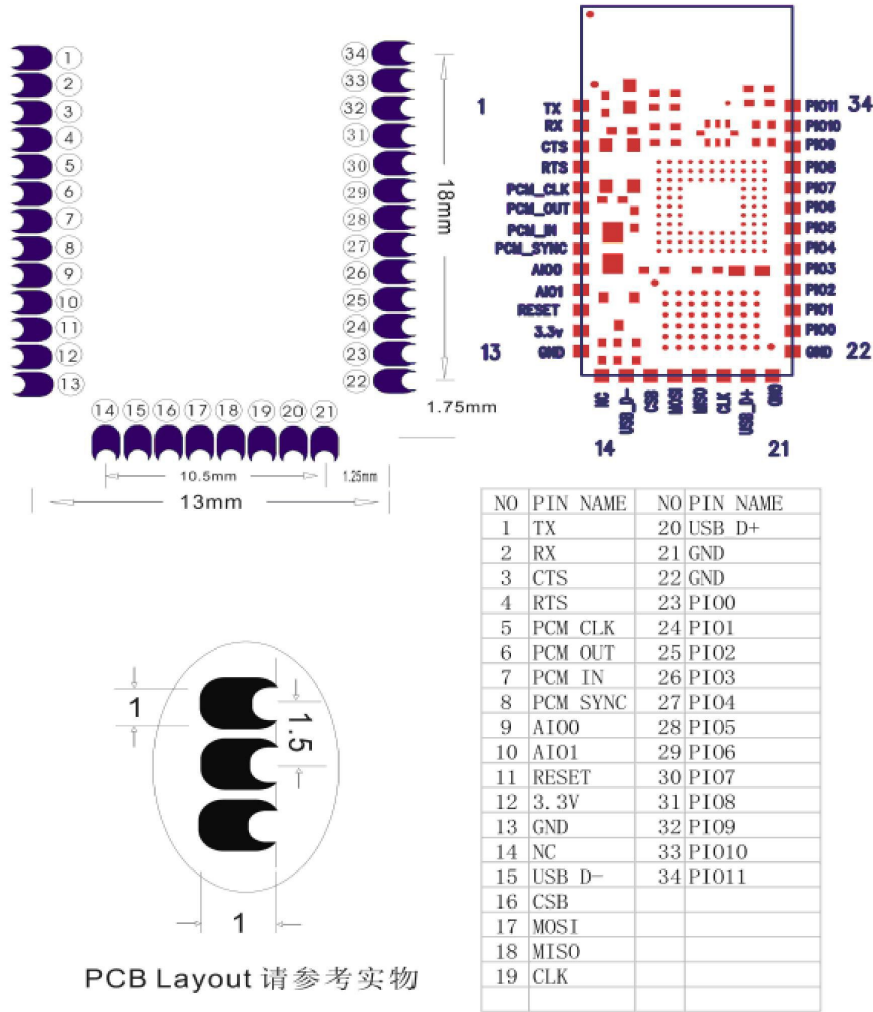 1
2
3
4
5
6
7
8
9
10
11
12
13
34
33
32
31
30
29
28
27
26
25
24
23
22
14 15 16 17 18 19 20 21
18mm
1.75mm
10.5mm
1.25mm
13mm
1
34
TX
RX
CTS
RTS
PCM_CLK
PCM_OUT
PCM_IN
PCM_SYNC
AIO0
AIO1
RESET
3.3v
GND
13
PIO11
PIO10
PIO9
PIO8
PIO7
PIO6
PIO5
PIO4
PIO3
PIO2
PIO1
PIO0
GND
22
NC
USB_D-
CSB
MOSI
MISO
CLK
USB_D+
GND
14
21
NO PIN NAME NO PIN NAME
1 TX 20 USB D+
2 RX 21 GND
3 CTS 22 GND
4 RTS 23 PIO0
5 PCM CLK 24 PIO1
6 PCM OUT 25 PIO2
7 PCM IN 26 PIO3
8 PCM SYNC 27 PIO4
9 AIO0 28 PIO5
10 AIO1 29 PIO6
11 RESET 30 PIO7
12 3.3V 31 PIO8
13 GND 32 PIO9
14 NC 33 PIO10
15 USB D- 34 PIO11
16 CSB
17 MOSI
18 MISO
19 CLK
1
1.5
1
PCB Layout 请参考实物